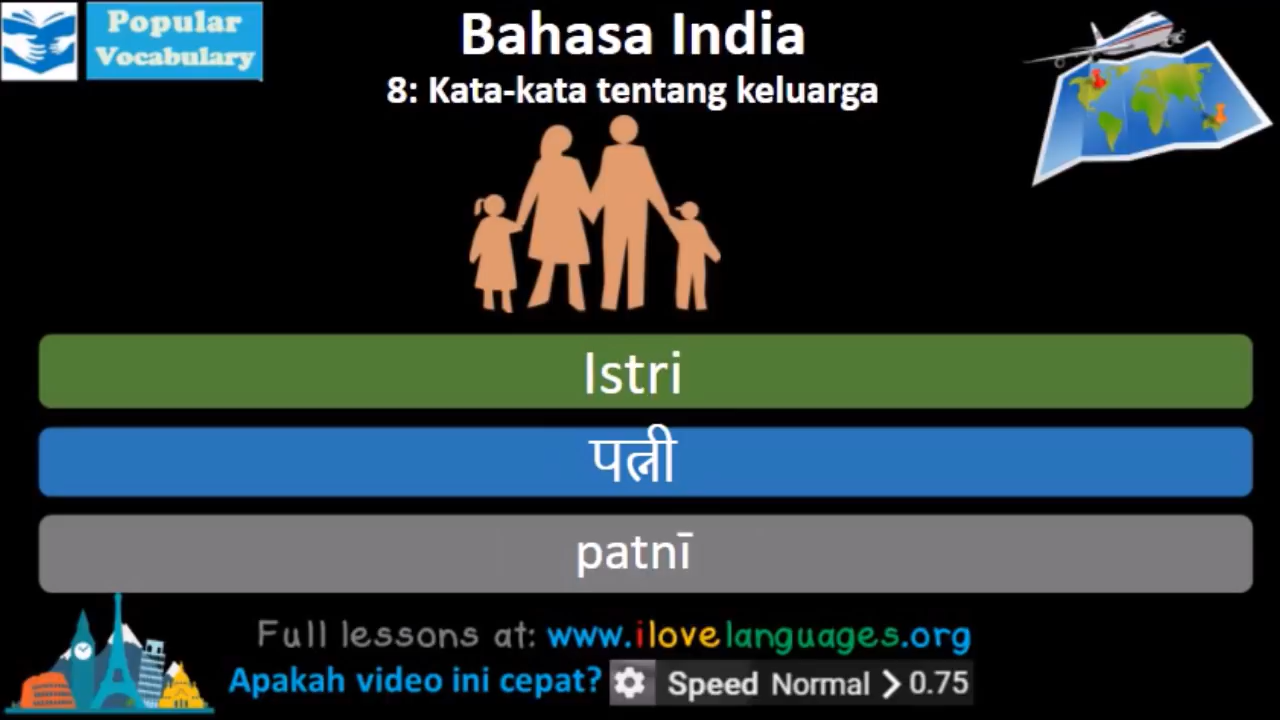 Popular
Vocabulary
Bahasa India
8: Kata-kata tentang keluarga
Istri
पत्नी
patnī
Full lessons at: www.ilovelanguages.org
Apakah video ini cepat? Speed Normal > 0.75